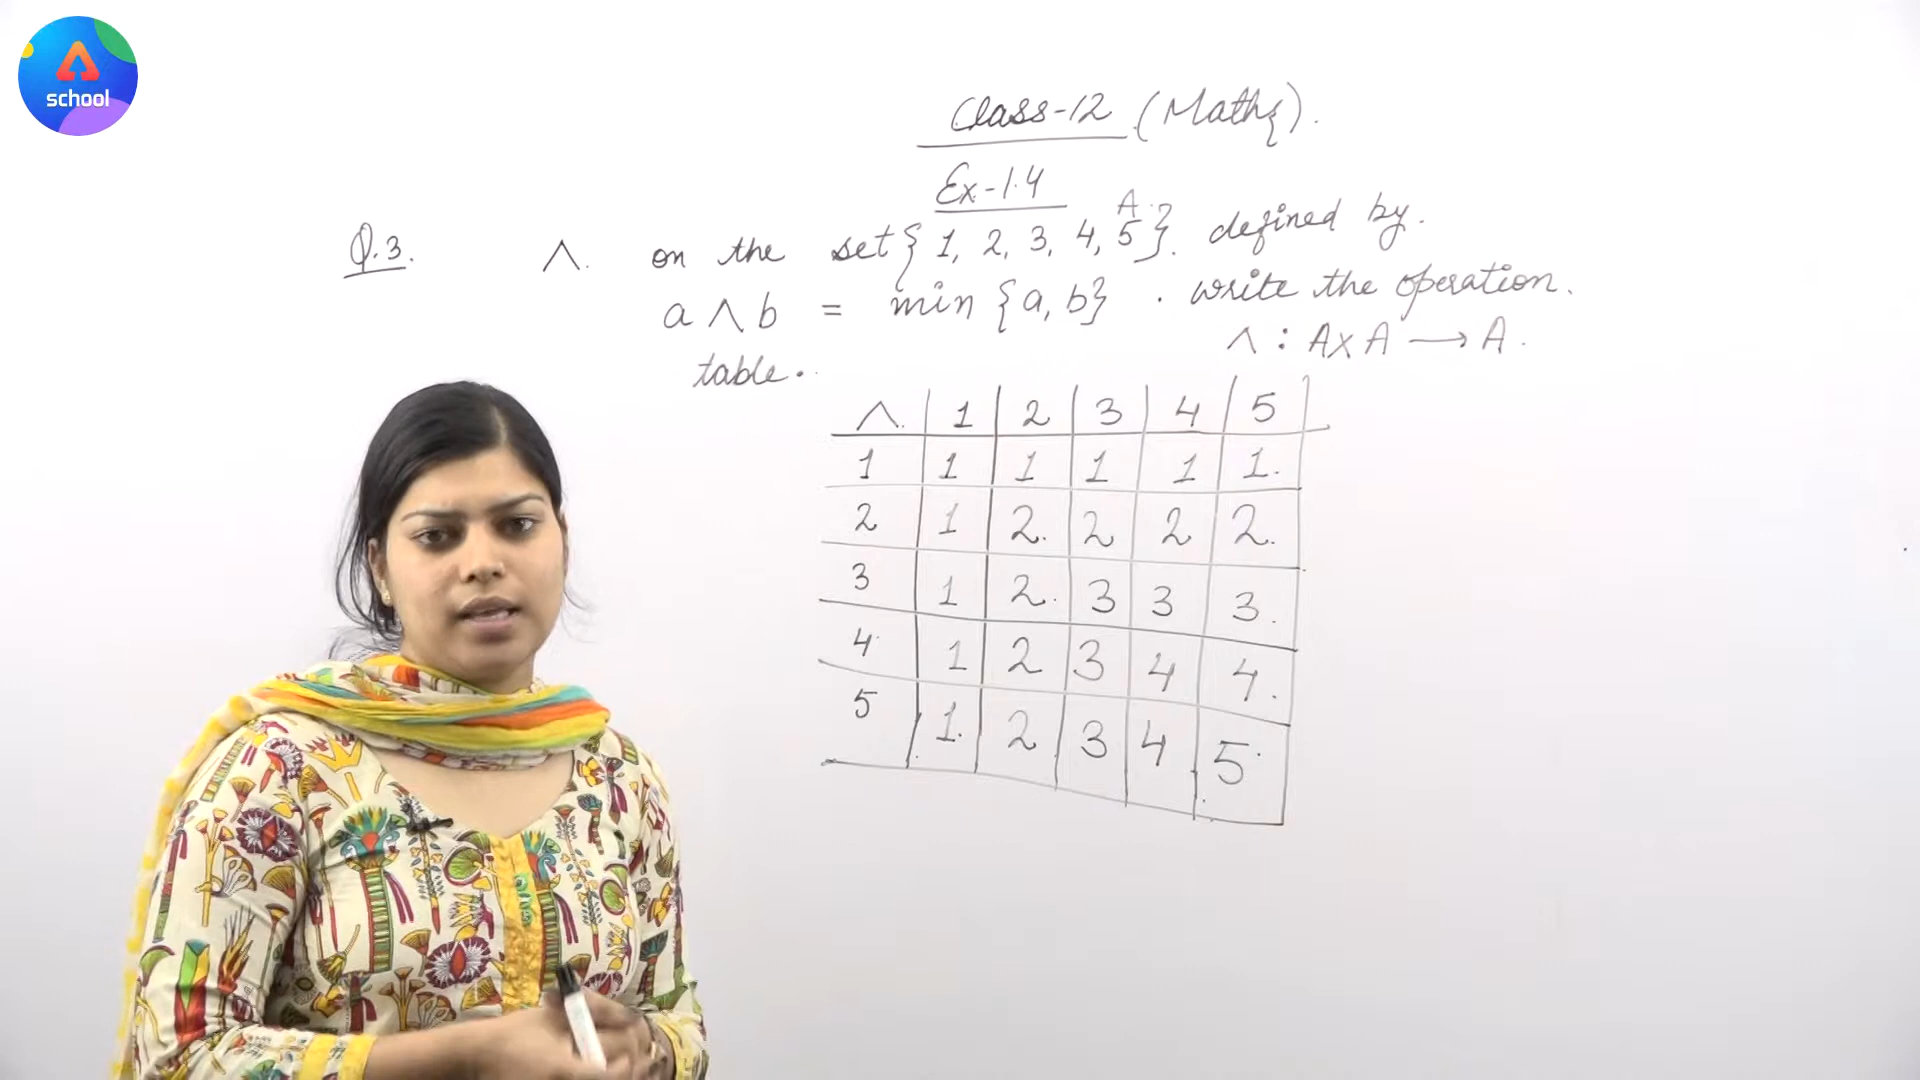 school
Class-12 (Maths).
Ex-1.4
A.
Q.3. ∧. on the set {1, 2, 3, 4, 5}. defined by.
a ∧ b = min {a, b} . write the operation.
table.
∧ : A x A → A.
∧. 1 2 3 4 5
1 1 1 1 1 1.
2 1 2. 2 2 2.
3 1 2. 3 3 3.
4 1 2 3 4 4.
5 1. 2 3 4 5.